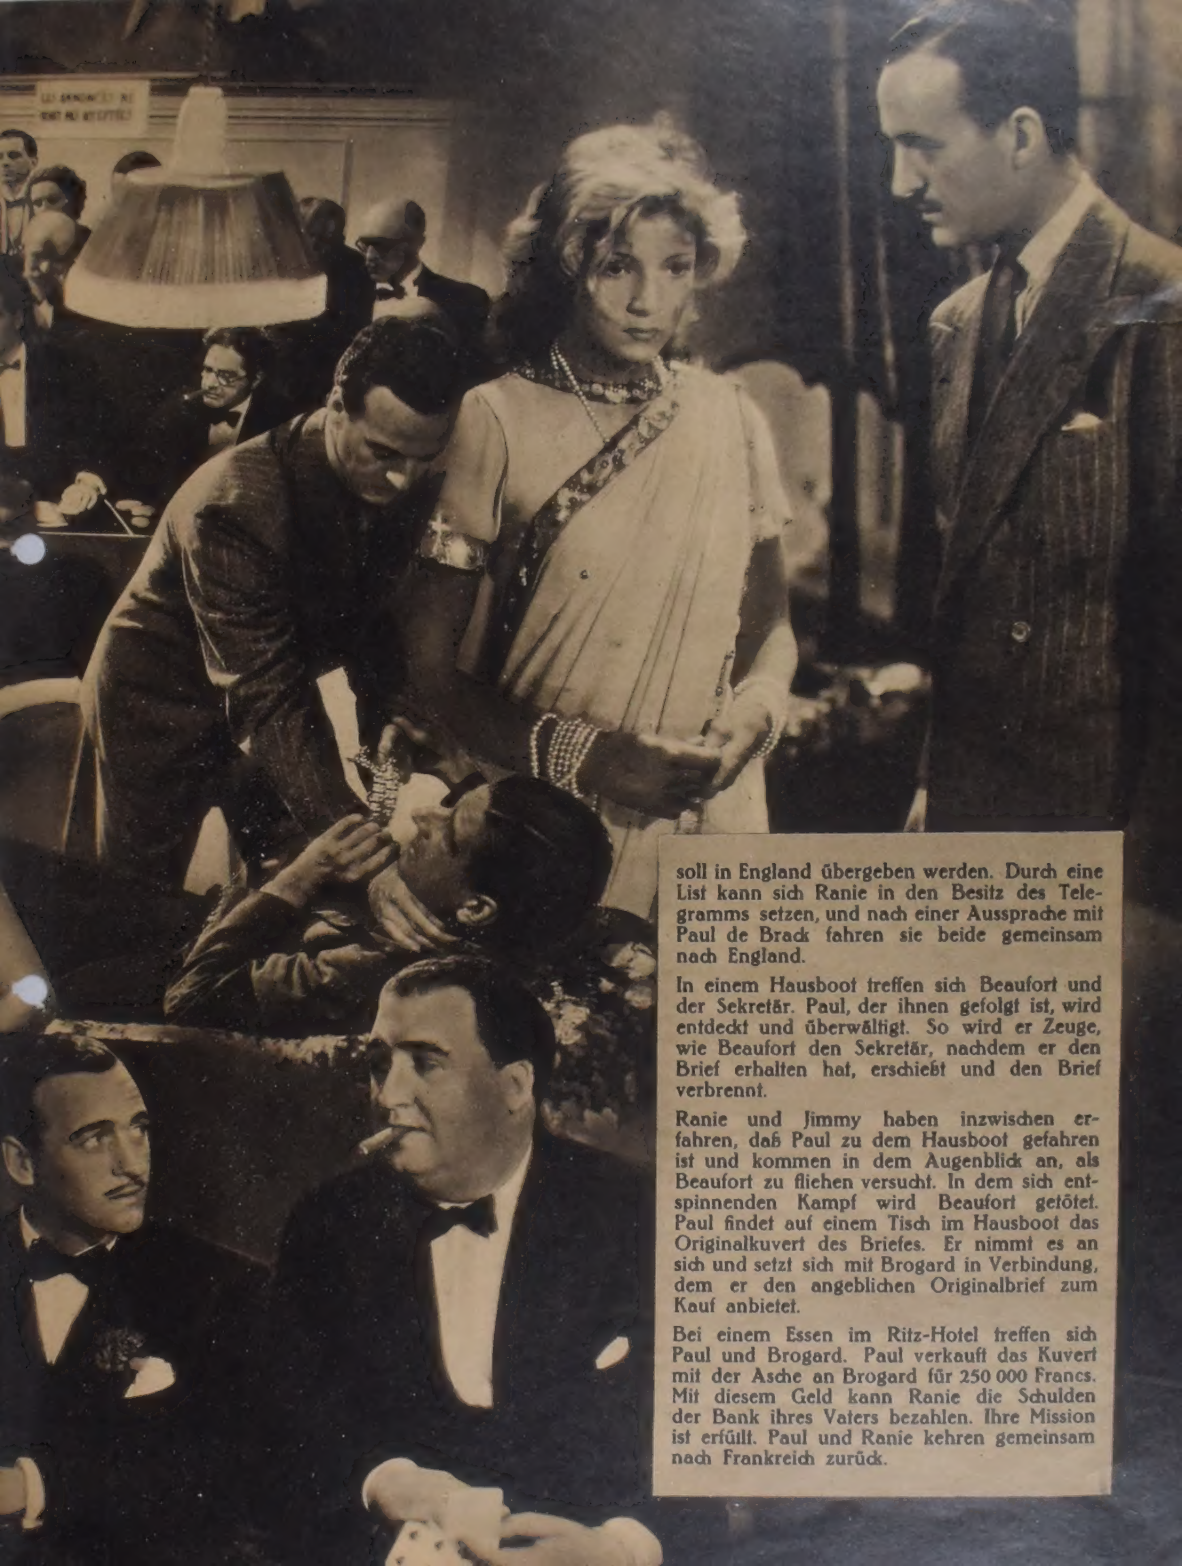 soll in England übergeben werden. Durch eine
List kann sich Ranie in den Besitz des Tele-
gramms setzen, und nach einer Aussprache mit
Paul de Brack fahren sie beide gemeinsam
nach England.
In einem Hausboot treffen sich Beaufort und
der Sekretär. Paul, der ihnen gefolgt ist, wird
entdeckt und überwältigt. So wird er Zeuge,
wie Beaufort den Sekretär, nachdem er den
Brief erhalten hat, erschießt und den Brief
verbrennt.
Ranie und Jimmy haben inzwischen er-
fahren, daß Paul zu dem Hausboot gefahren
ist und kommen in dem Augenblick an, als
Beaufort zu fliehen versucht. In dem sich ent-
spinnenden Kampf wird Beaufort getötet.
Paul findet auf einem Tisch im Hausboot das
Originalkuvert des Briefes. Er nimmt es an
sich und setzt sich mit Brogard in Verbindung,
dem er den angeblichen Originalbrief zum
Kauf anbietet.
Bei einem Essen im Ritz-Hotel treffen sich
Paul und Brogard. Paul verkauft das Kuvert
mit der Asche an Brogard für 250 000 Francs.
Mit diesem Geld kann Ranie die Schulden
der Bank ihres Vaters bezahlen. Ihre Mission
ist erfüllt. Paul und Ranie kehren gemeinsam
nach Frankreich zurück.